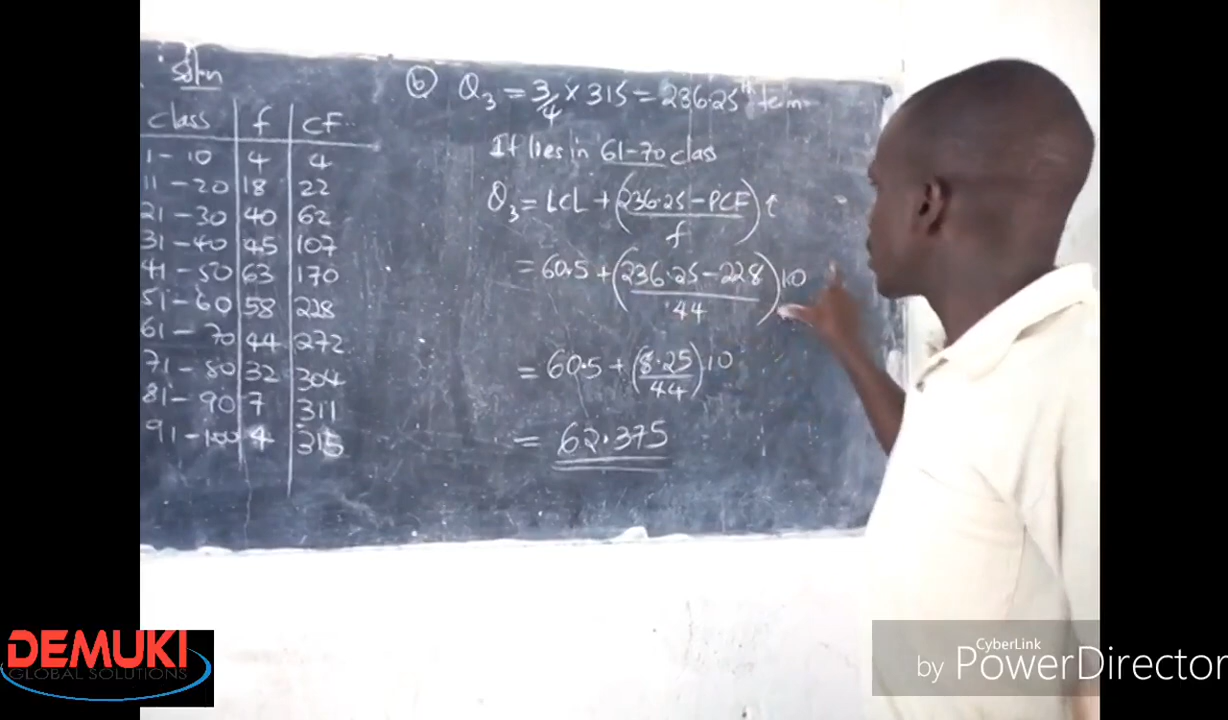 Soln
class f CF
1 - 10 4 4
11 - 20 18 22
21 - 30 40 62
31 - 40 45 107
41 - 50 63 170
51 - 60 58 228
61 - 70 44 272
71 - 80 32 304
81 - 90 7 311
91 - 100 4 315
(b) Q₃ = 3/4 × 315 = 236.25th term
It lies in 61-70 class
Q₃ = LCL + ((236.25 - PCF)/f) i
= 60.5 + ((236.25 - 228)/44) 10
= 60.5 + (8.25/44) 10
= 62.375
DEMUKI
GLOBAL SOLUTIONS
CyberLink
by PowerDirector